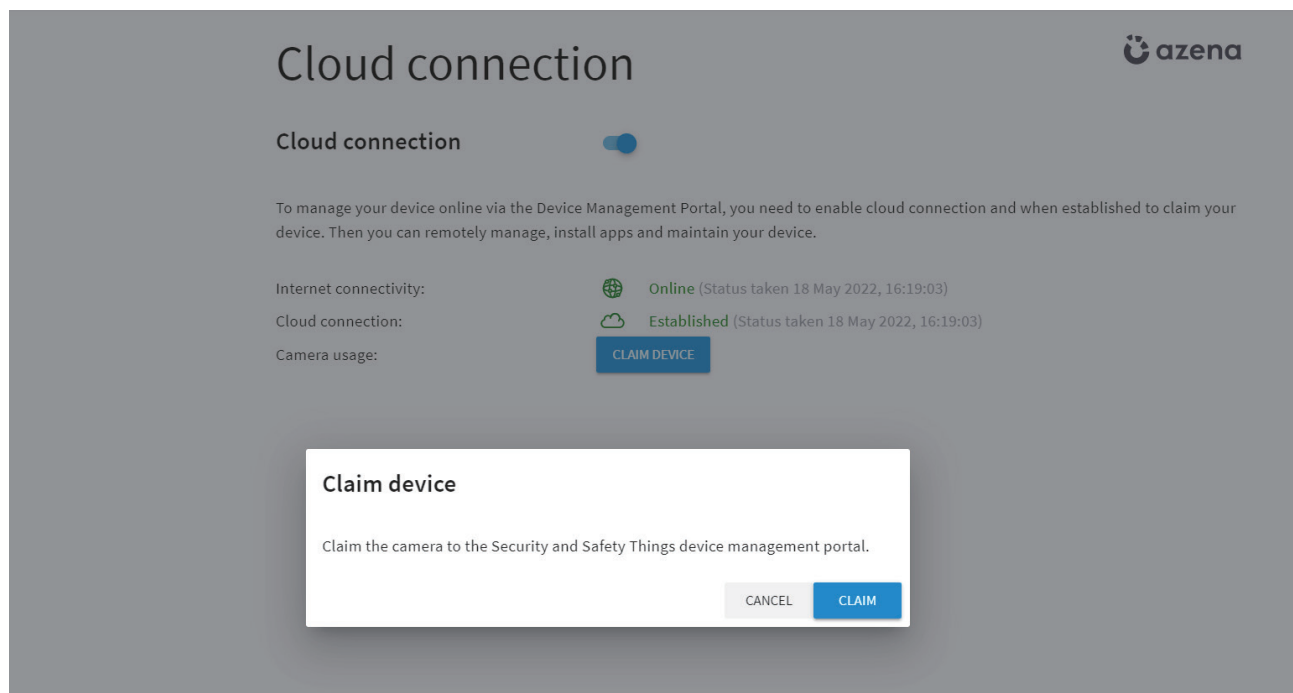 Cloud connection
azena
Cloud connection
To manage your device online via the Device Management Portal, you need to enable cloud connection and when established to claim your
device. Then you can remotely manage, install apps and maintain your device.
Internet connectivity: Online (Status taken 18 May 2022, 16:19:03)
Cloud connection: Established (Status taken 18 May 2022, 16:19:03)
Camera usage: CLAIM DEVICE
Claim device
Claim the camera to the Security and Safety Things device management portal.
CANCEL CLAIM